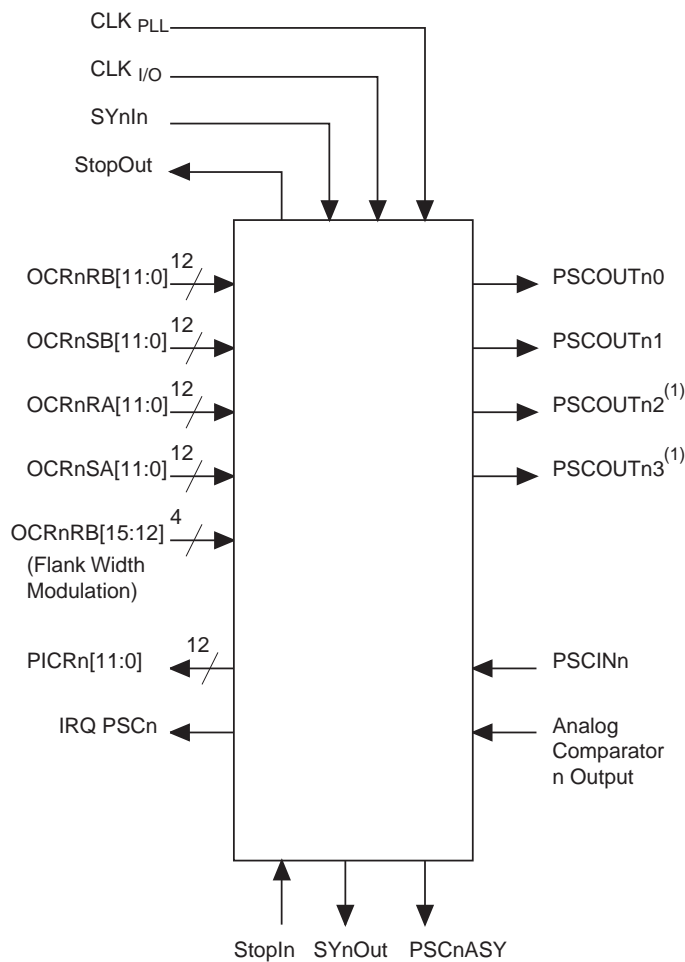 CLK PLL
CLK I/O
SYnIn
StopOut
12
OCRnRB[11:0]
PSCOUTn0
12
OCRnSB[11:0]
PSCOUTn1
12
OCRnRA[11:0]
PSCOUTn2(1)
12
OCRnSA[11:0]
PSCOUTn3(1)
4
OCRnRB[15:12]
(Flank Width
Modulation)
12
PICRn[11:0]
PSCINn
IRQ PSCn
Analog
Comparator
n Output
StopIn SYnOut PSCnASY